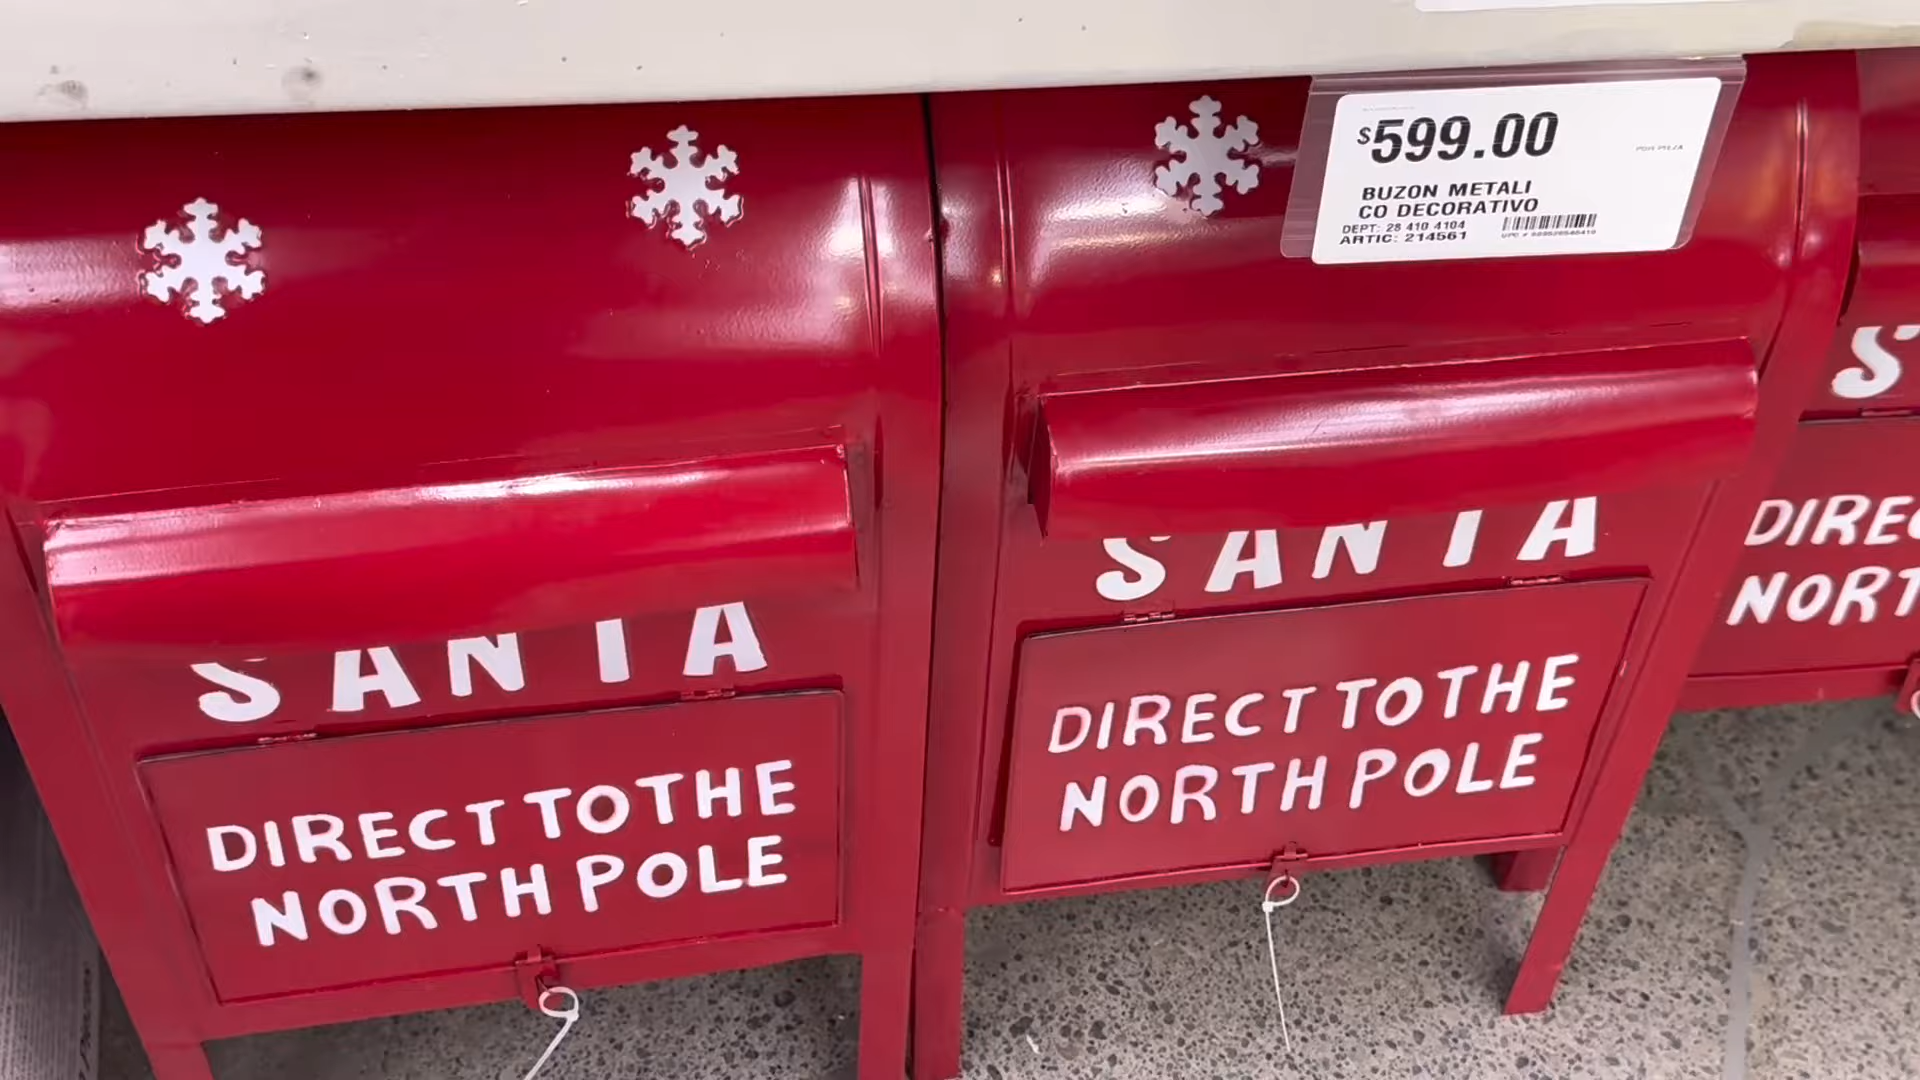 $599.00
BUZON METALI
CO DECORATIVO
DEPT: 28 410 4104
ARTIC: 214561
SANTA
DIRECT TO THE
NORTH POLE
SANTA
DIRECT TO THE
NORTH POLE
S
DIREC
NORT